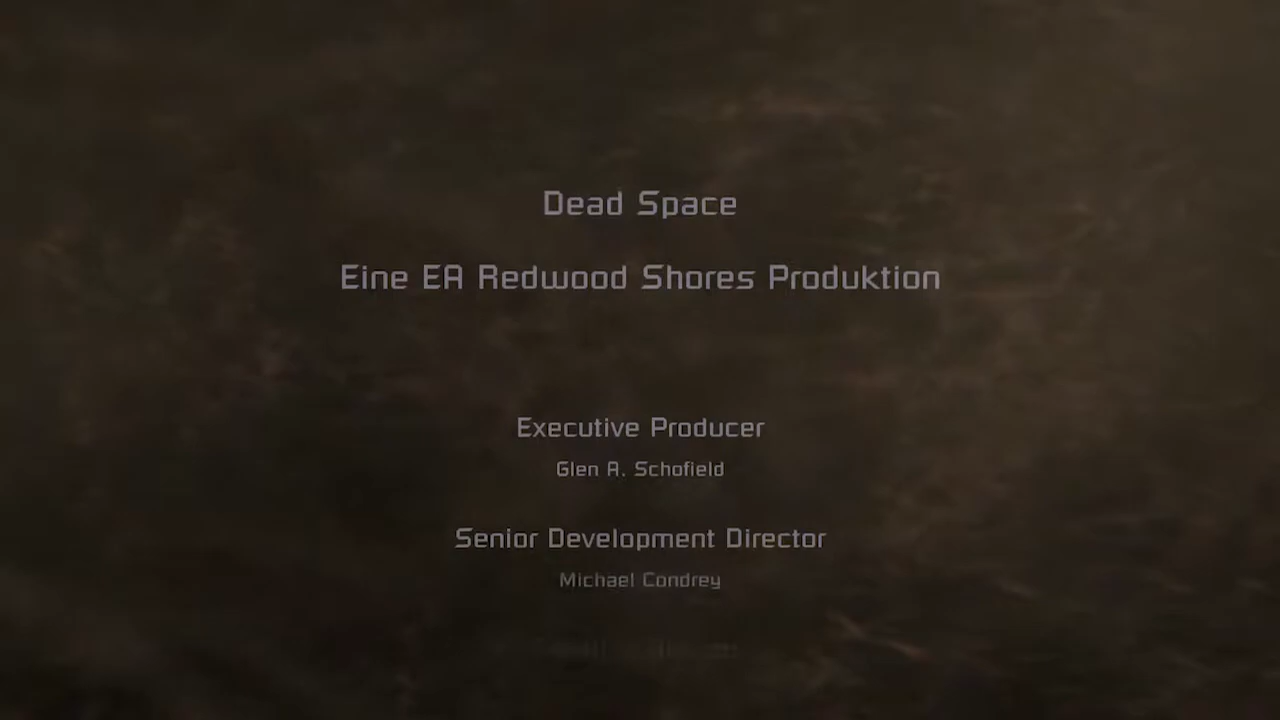 Dead Space
Eine EA Redwood Shores Produktion
Executive Producer
Glen A. Schofield
Senior Development Director
Michael Condrey